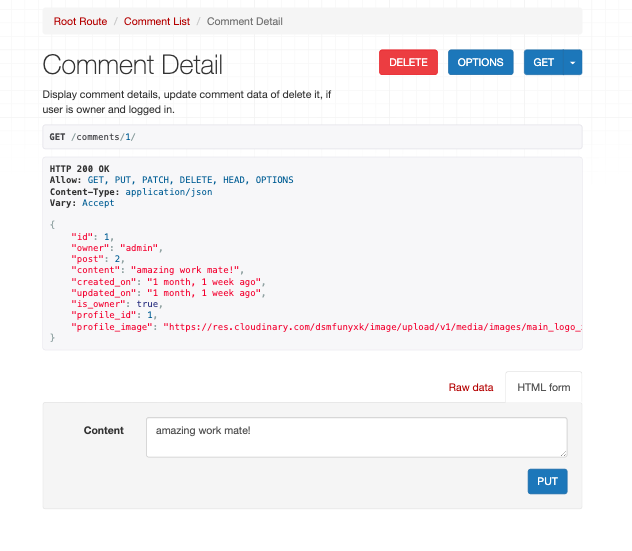 Root Route / Comment List / Comment Detail
Comment Detail
DELETE OPTIONS GET
Display comment details, update comment data of delete it, if
user is owner and logged in.
GET /comments/1/
HTTP 200 OK
Allow: GET, PUT, PATCH, DELETE, HEAD, OPTIONS
Content-Type: application/json
Vary: Accept
{
"id": 1,
"owner": "admin",
"post": 2,
"content": "amazing work mate!",
"created_on": "1 month, 1 week ago",
"updated_on": "1 month, 1 week ago",
"is_owner": true,
"profile_id": 1,
"profile_image": "https://res.cloudinary.com/dsmfunyxk/image/upload/v1/media/images/main_logo_
}
Raw data HTML form
Content amazing work mate!
PUT